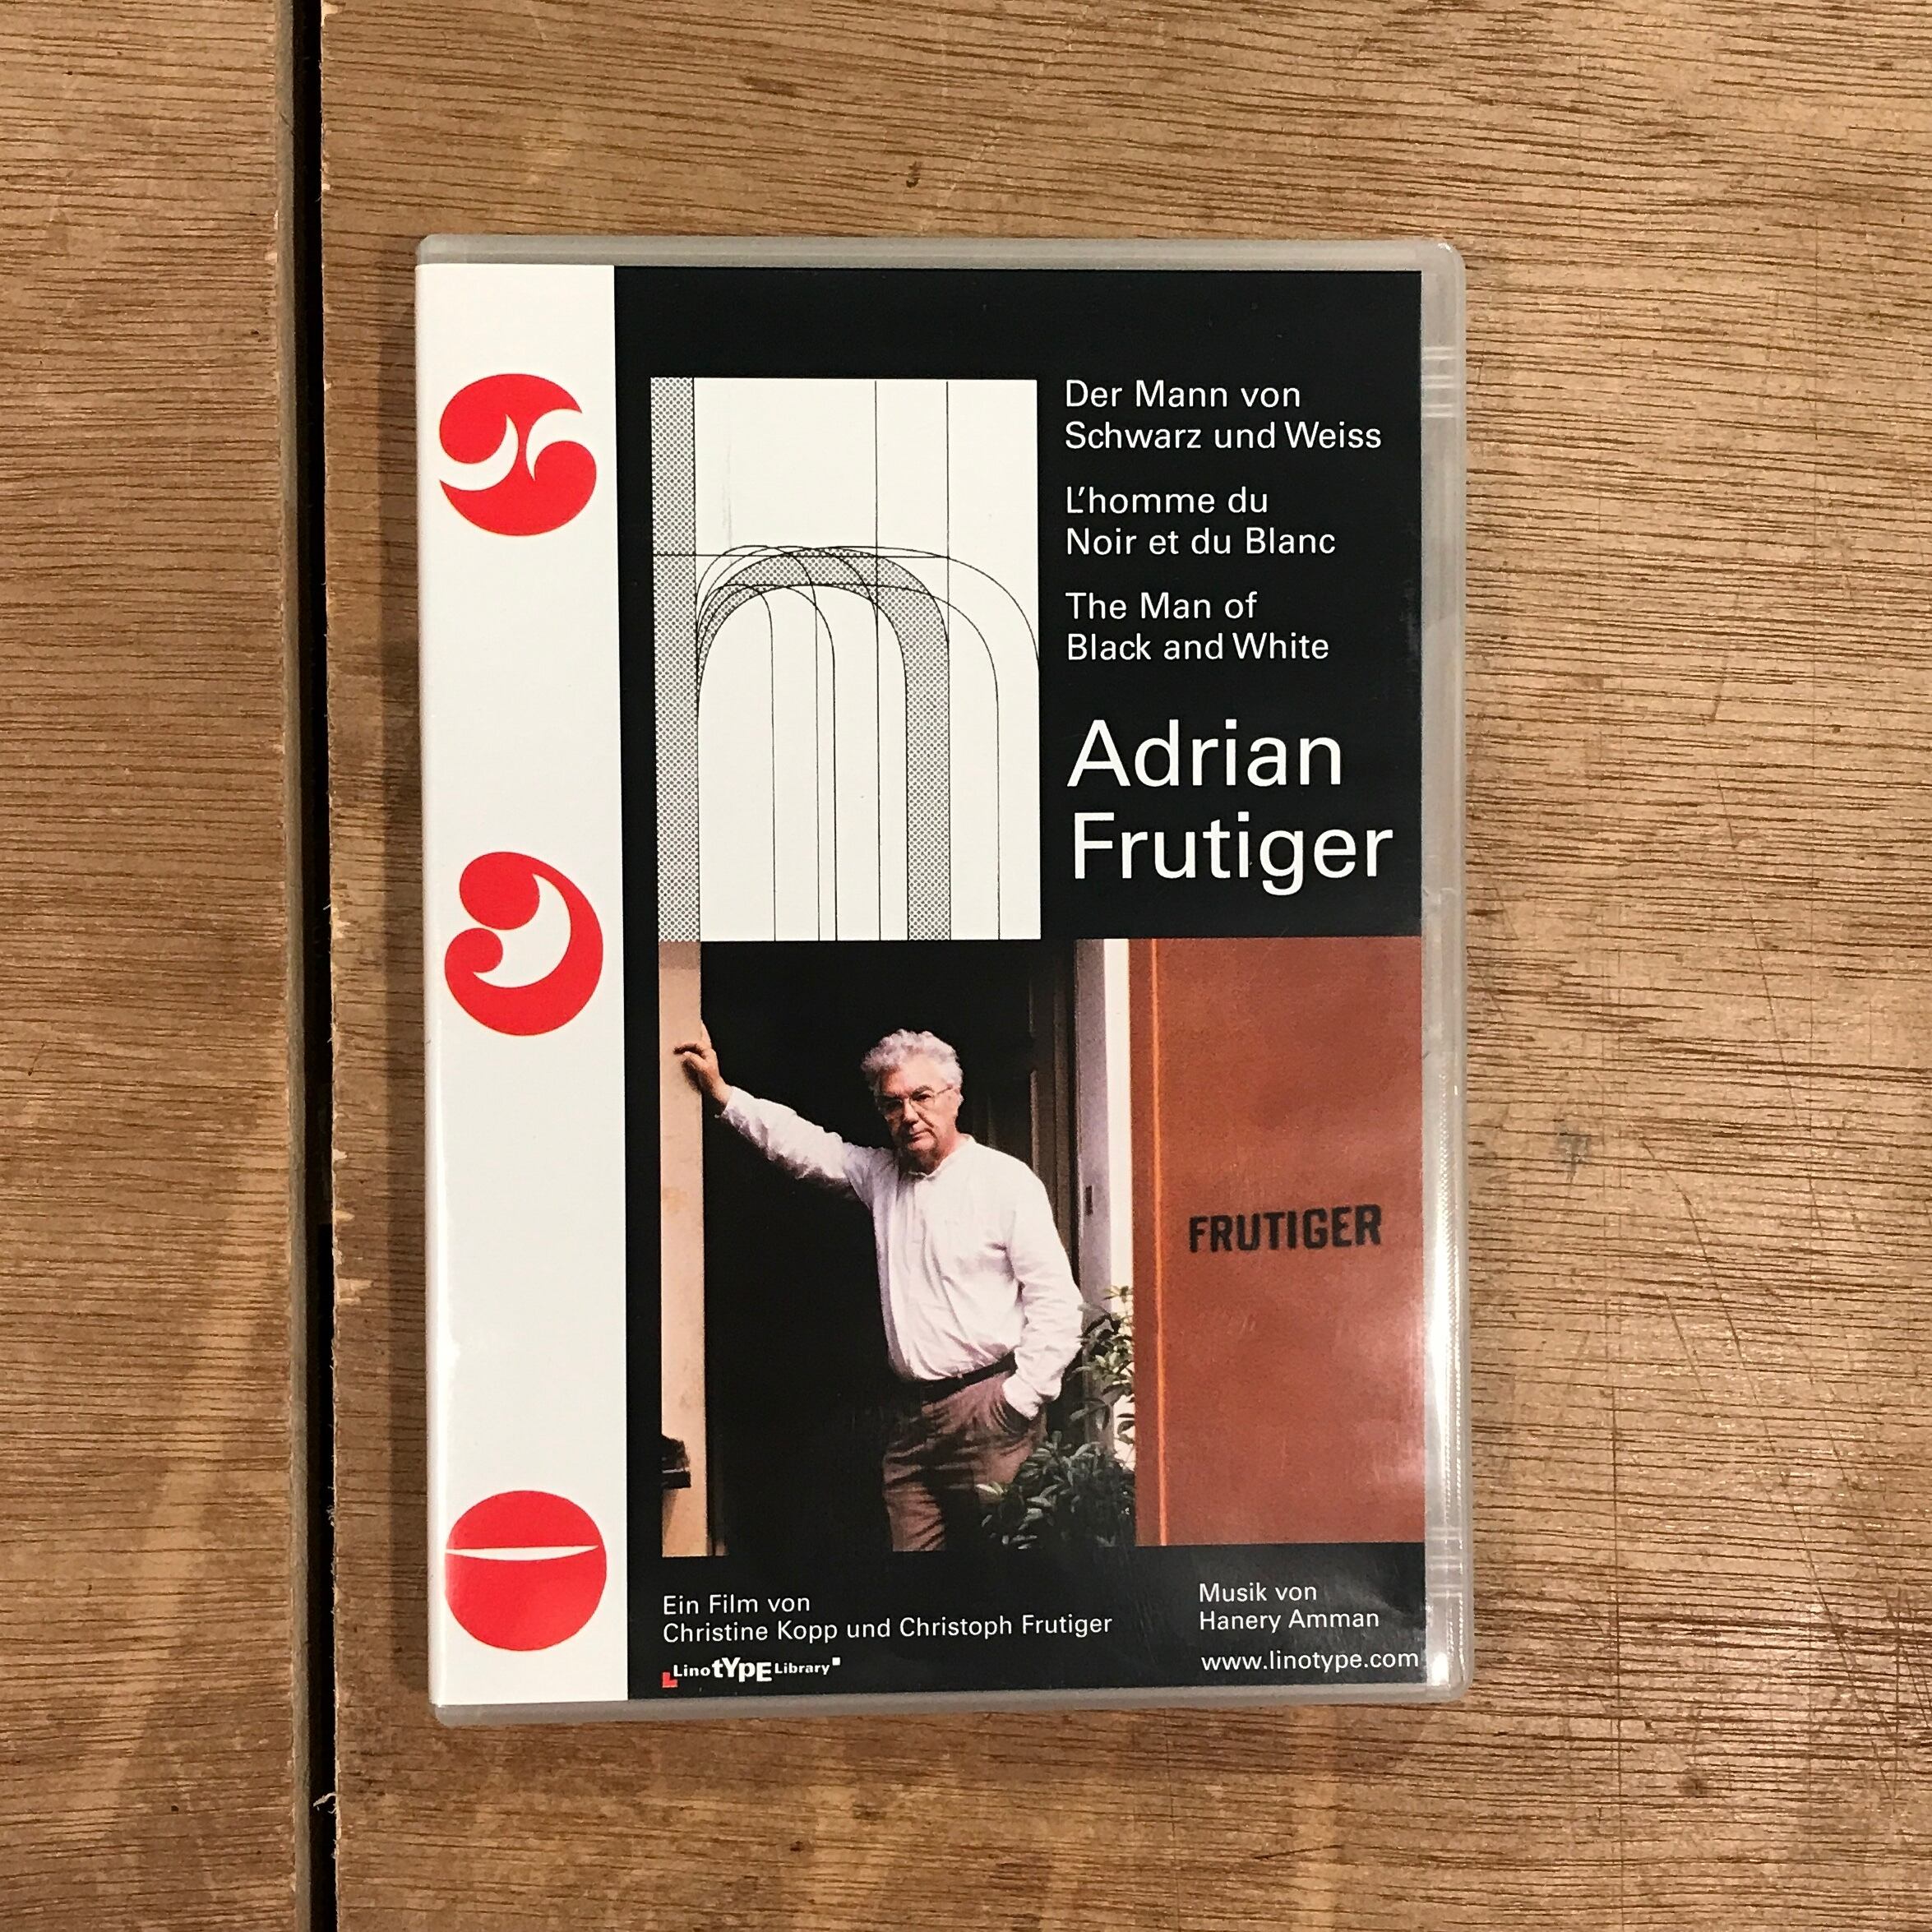 Der Mann von
Schwarz und Weiss
L'homme du
Noir et du Blanc
The Man of
Black and White
Adrian
Frutiger
FRUTIGER
Ein Film von
Christine Kopp und Christoph Frutiger
LinotYpE Library
Musik von
Hanery Amman
www.linotype.com